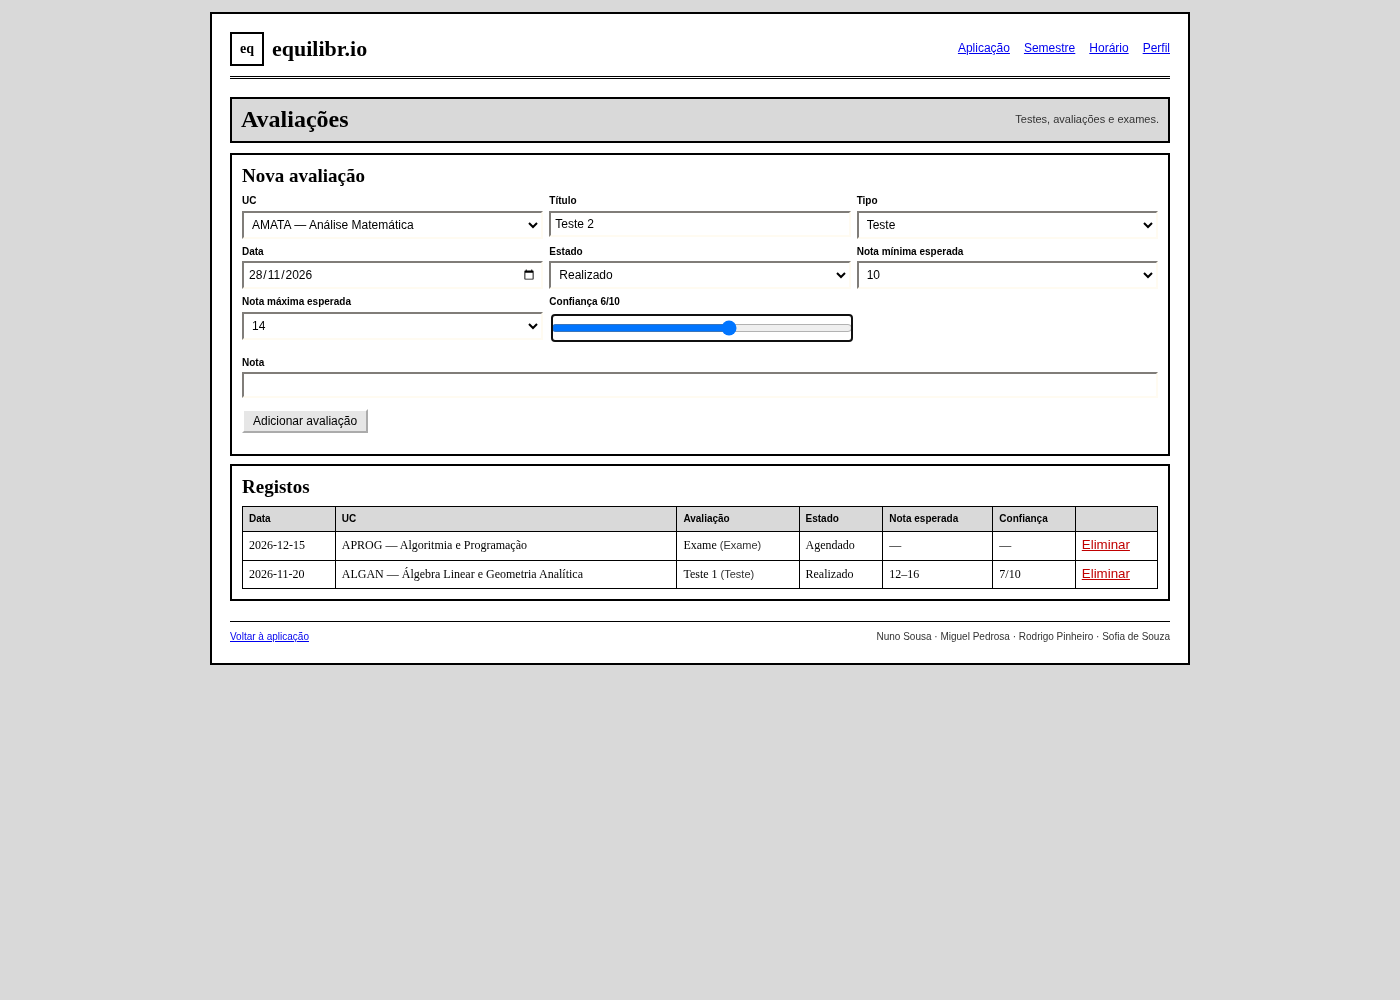 eq equilibr.io Aplicação Semestre Horário Perfil
Avaliações Testes, avaliações e exames.
Nova avaliação
UC Título Tipo
AMATA — Análise Matemática Teste 2 Teste
Data Estado Nota mínima esperada
28/11/2026 Realizado 10
Nota máxima esperada Confiança 6/10
14
Nota
Adicionar avaliação
Registos
Data UC Avaliação Estado Nota esperada Confiança
2026-12-15 APROG — Algoritmia e Programação Exame (Exame) Agendado — — Eliminar
2026-11-20 ALGAN — Álgebra Linear e Geometria Analítica Teste 1 (Teste) Realizado 12–16 7/10 Eliminar
Voltar à aplicação Nuno Sousa · Miguel Pedrosa · Rodrigo Pinheiro · Sofia de Souza